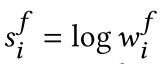 $s_i^f = \log w_i^f$